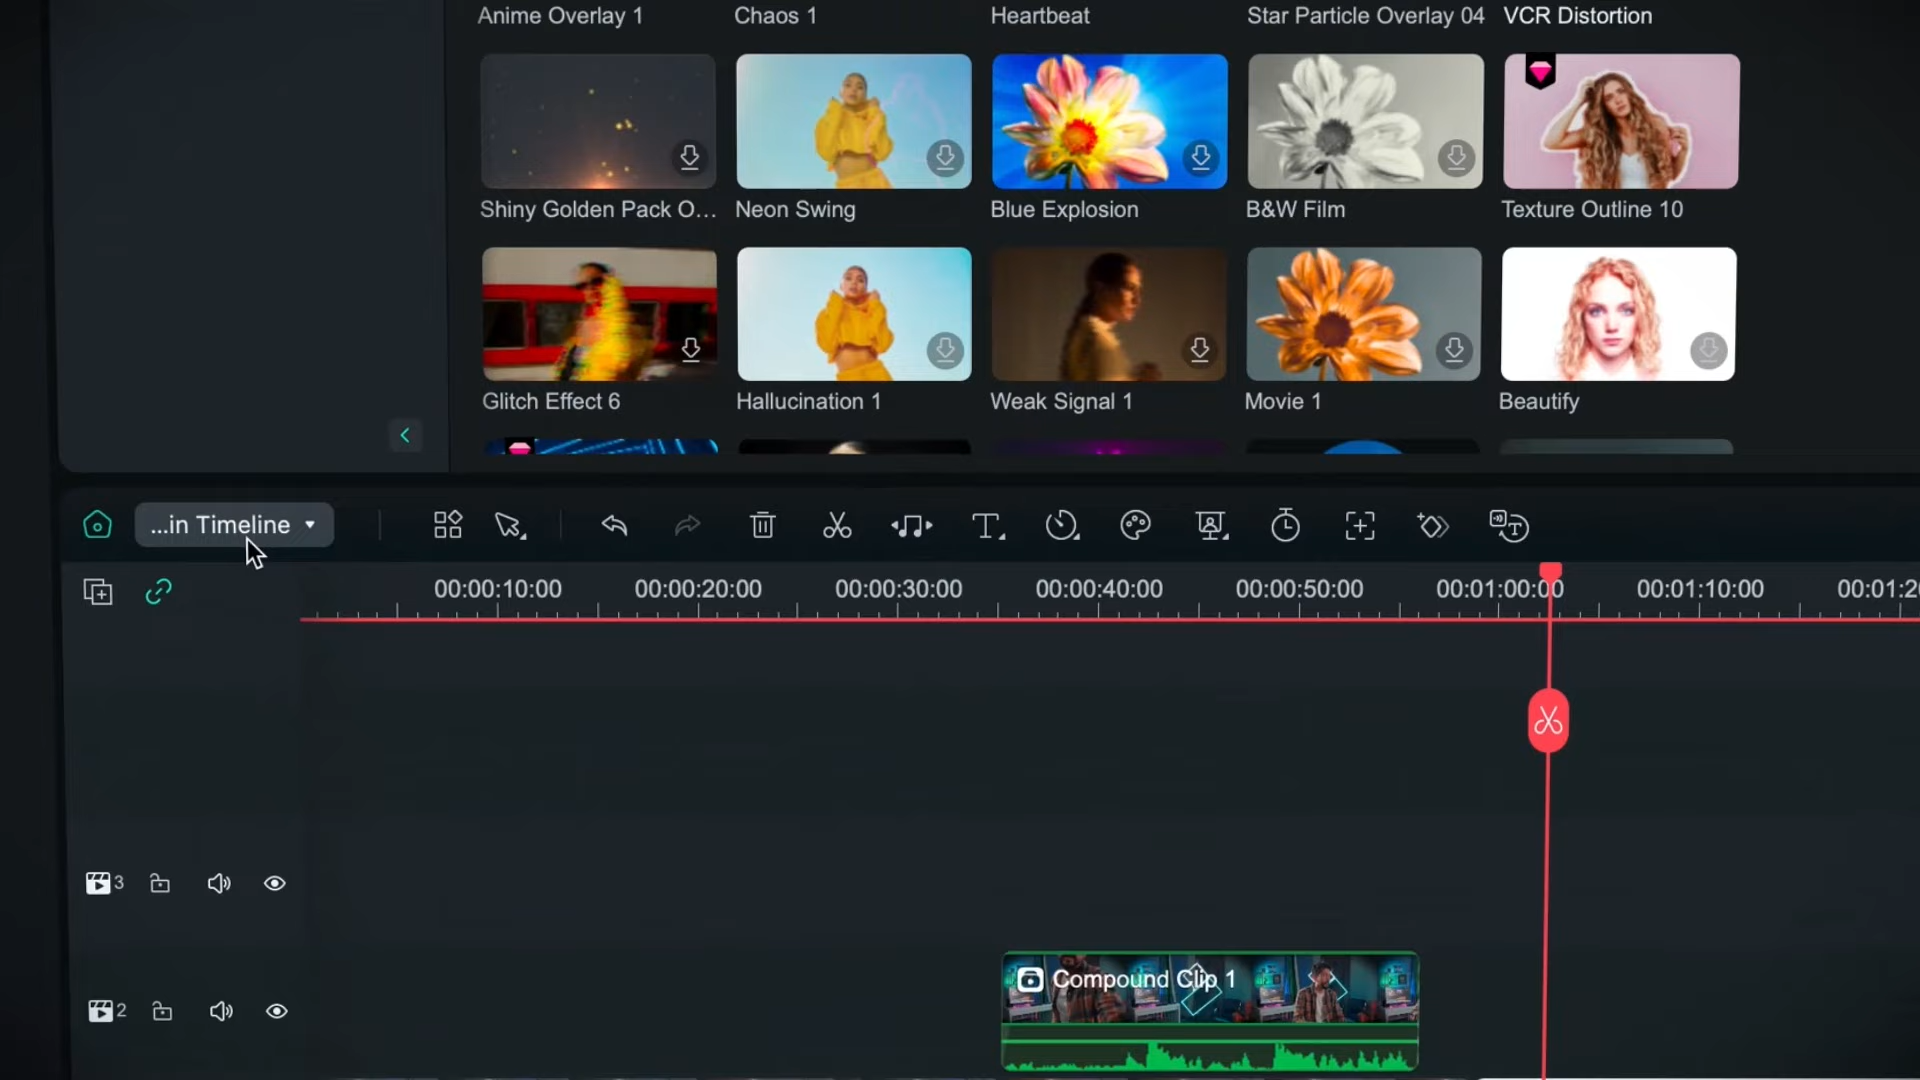 Anime Overlay 1
Chaos 1
Heartbeat
Star Particle Overlay 04
VCR Distortion
Shiny Golden Pack O...
Neon Swing
Blue Explosion
B&W Film
Texture Outline 10
Glitch Effect 6
Hallucination 1
Weak Signal 1
Movie 1
Beautify
...in Timeline
00:00:10:00
00:00:20:00
00:00:30:00
00:00:40:00
00:00:50:00
00:01:00:00
00:01:10:00
00:01:20
3
Compound Clip 1
2